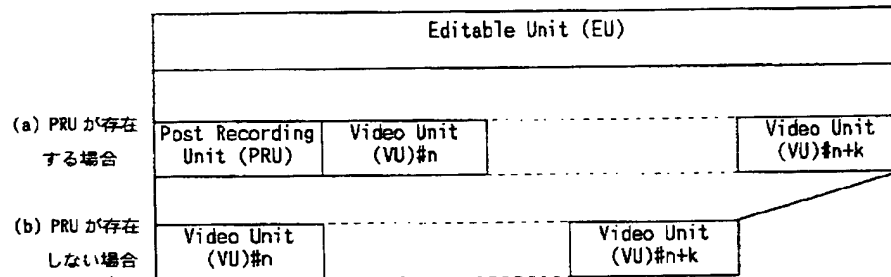 Editable Unit (EU)
(a) PRU が存在
する場合
Post Recording
Unit (PRU)
Video Unit
(VU)#n
Video Unit
(VU)#n+k
(b) PRU が存在
しない場合
Video Unit
(VU)#n
Video Unit
(VU)#n+k